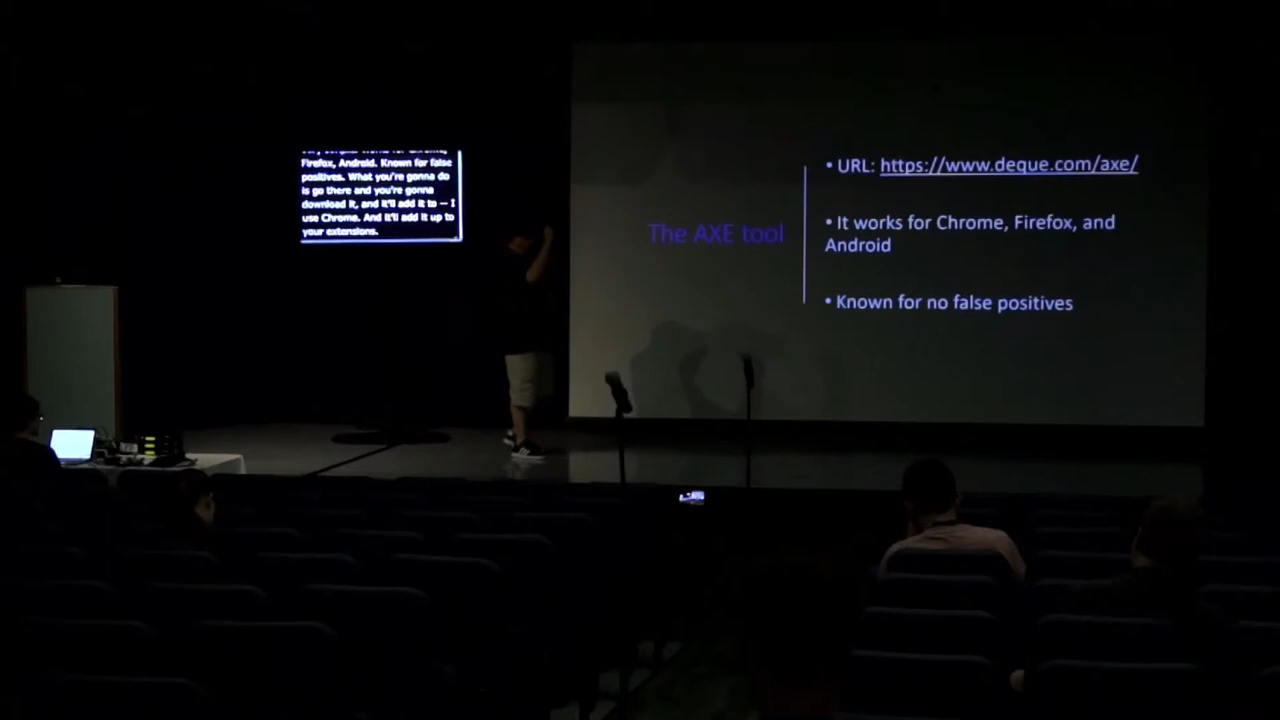 Firefox, Android. Known for false
positives. What you're gonna do
is go there and you're gonna
download it, and it'll add it to — I
use Chrome. And it'll add it up to
your extensions.
The AXE tool
• URL: https://www.deque.com/axe/
• It works for Chrome, Firefox, and
Android
• Known for no false positives